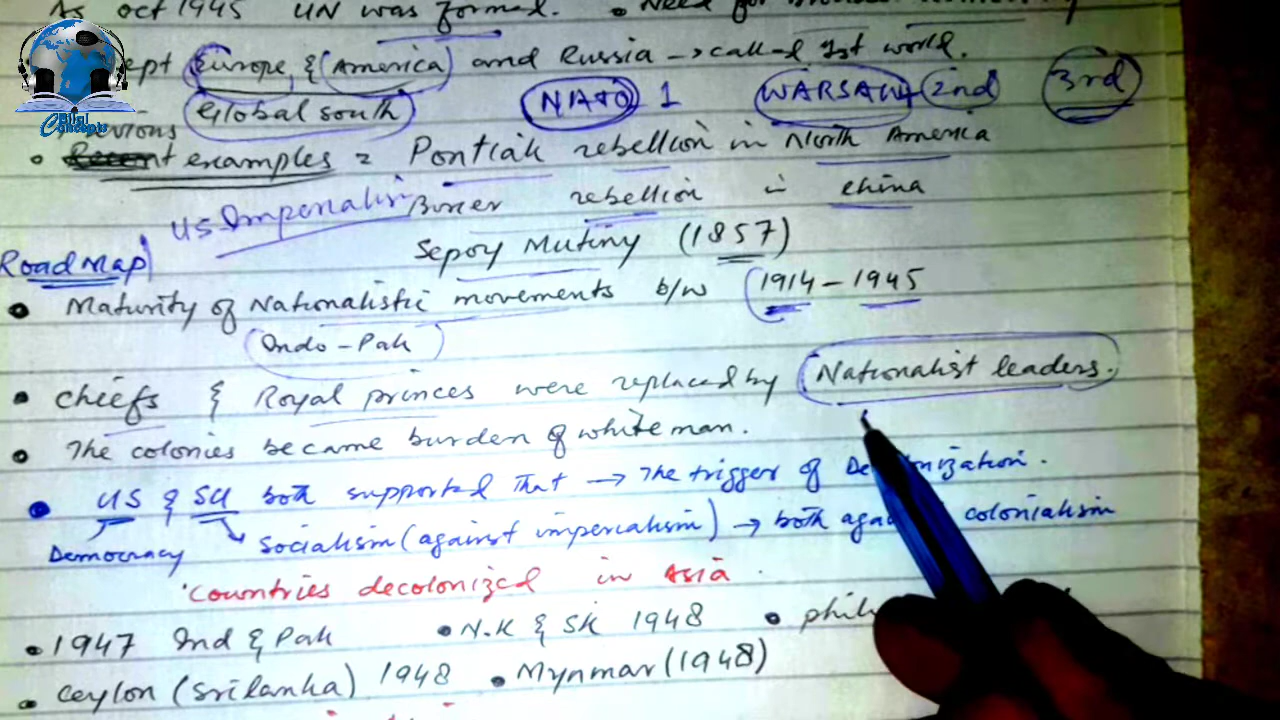 As oct 1945 UN was formed. • Need for
Europe, & (America) and Russia → called 1st world.
Global south NATO 1 WARSAW 2nd 3rd
Bilal Concepts
• examples = Pontiak rebellion in North America
US Imperialism Boxer rebellion in china
Sepoy Mutiny (1857)
Road Map
• Maturity of Nationalistic movements b/w (1914 - 1945
Indo-Pak
• chiefs & Royal princes were replaced by Nationalist leaders.
• The colonies became burden of white man.
• US & SU both supported that → The trigger of
Democracy Socialism (against imperialism) → both colonialism
Countries decolonized in Asia.
• 1947 Ind & Pak • N.K & SK 1948 •
• Ceylon (Srilanka) 1948 • Mynmar (1948)